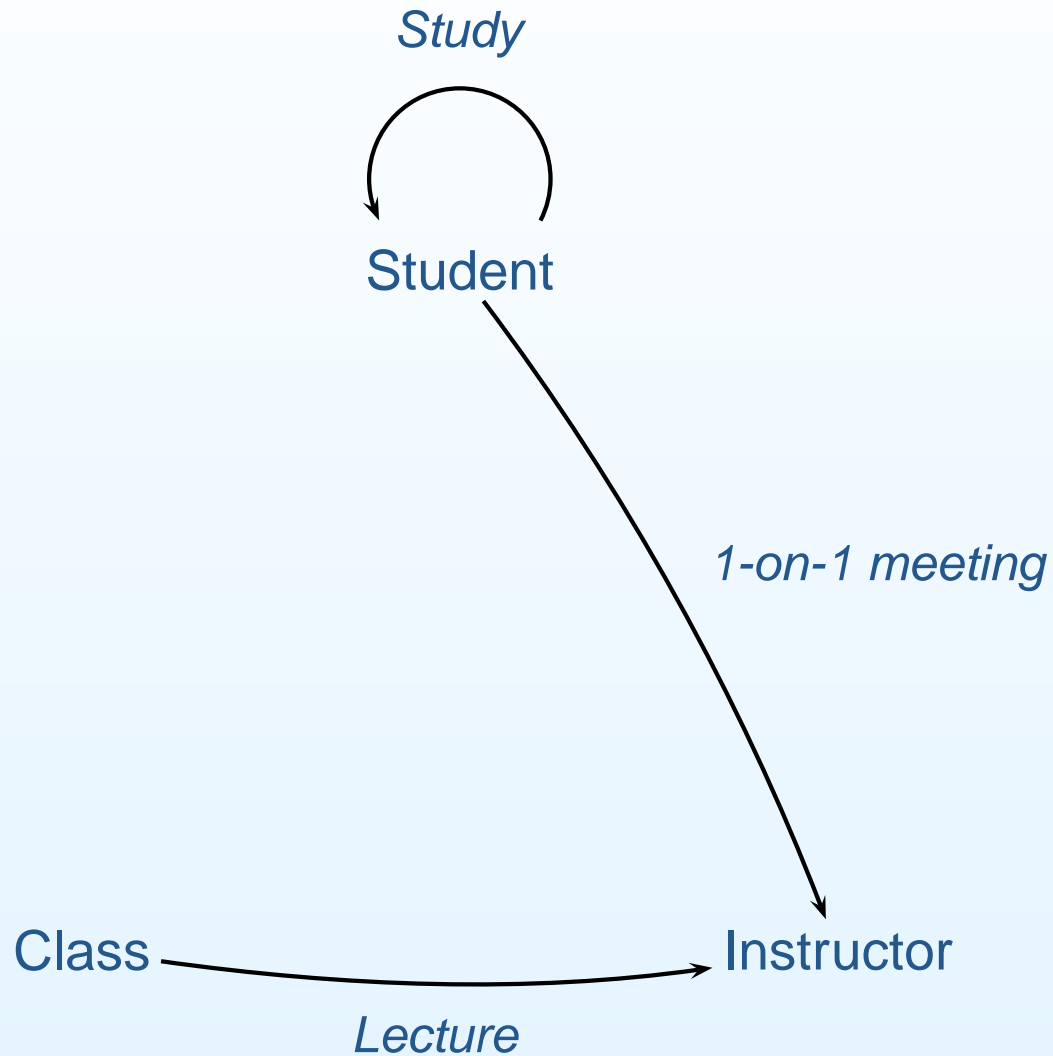 Study
Student
1-on-1 meeting
Class
Instructor
Lecture